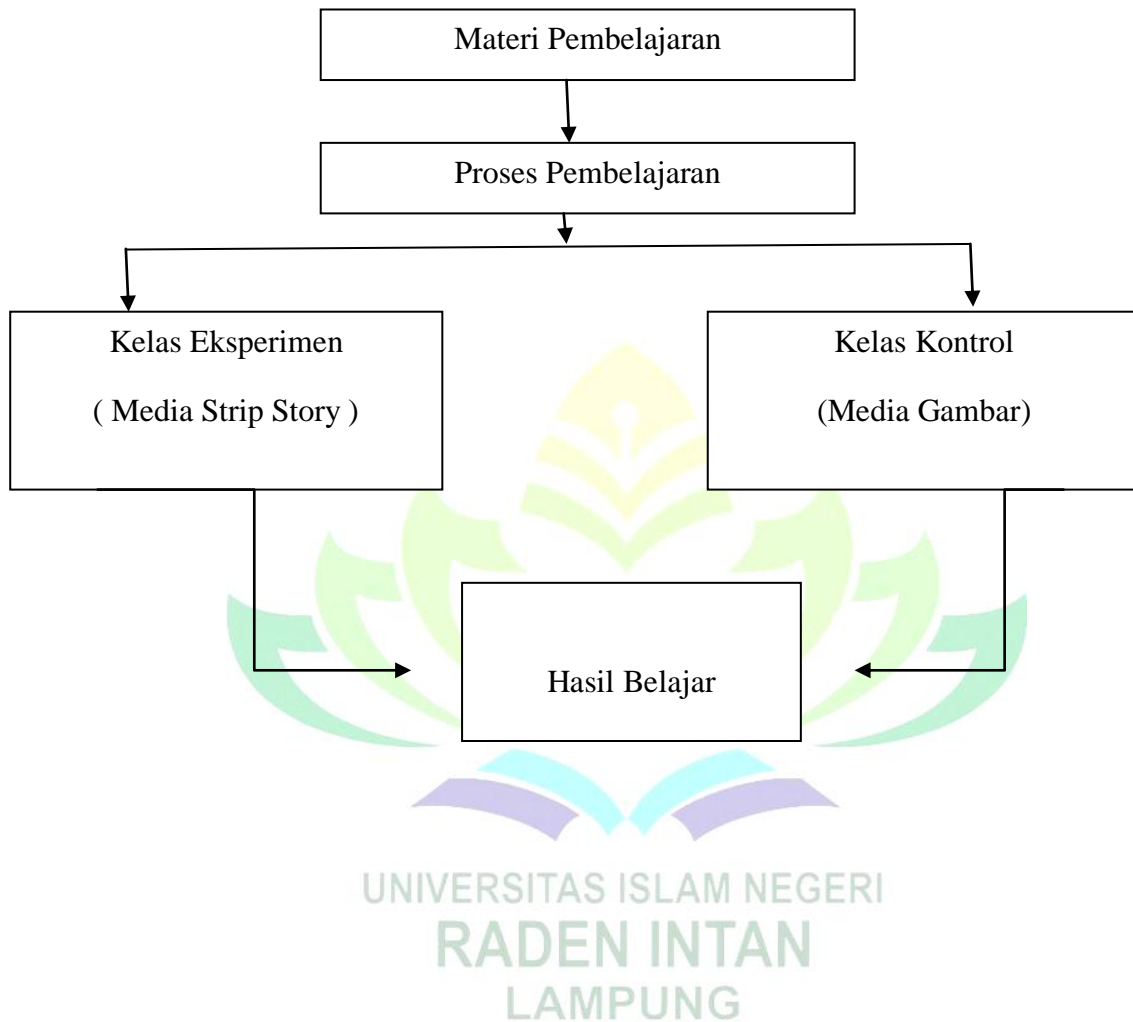 Materi Pembelajaran
Proses Pembelajaran
Kelas Eksperimen
( Media Strip Story )
Kelas Kontrol
(Media Gambar)
Hasil Belajar
UNIVERSITAS ISLAM NEGERI
RADEN INTAN
LAMPUNG